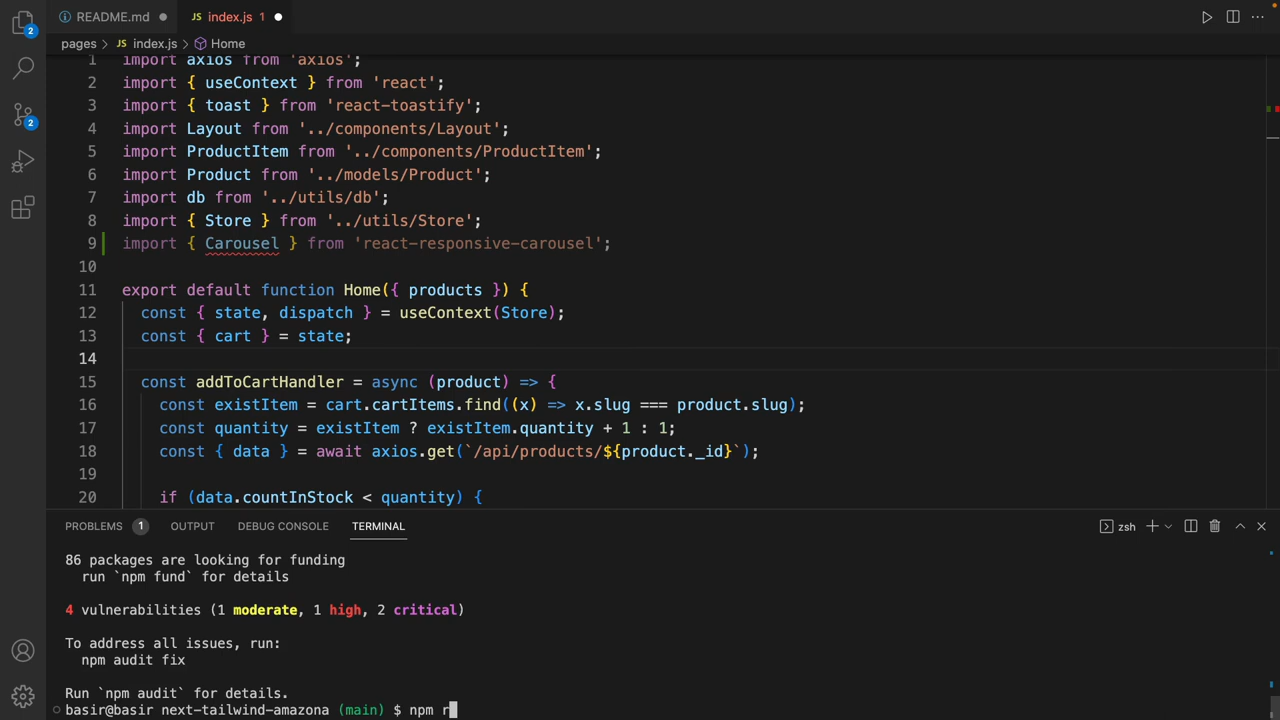 README.md
JS index.js 1
pages > JS index.js > Home
1 import axios from 'axios';
2 import { useContext } from 'react';
3 import { toast } from 'react-toastify';
4 import Layout from '../components/Layout';
5 import ProductItem from '../components/ProductItem';
6 import Product from '../models/Product';
7 import db from '../utils/db';
8 import { Store } from '../utils/Store';
9 import { Carousel } from 'react-responsive-carousel';
10
11 export default function Home({ products }) {
12 const { state, dispatch } = useContext(Store);
13 const { cart } = state;
14
15 const addToCartHandler = async (product) => {
16 const existItem = cart.cartItems.find((x) => x.slug === product.slug);
17 const quantity = existItem ? existItem.quantity + 1 : 1;
18 const { data } = await axios.get(`/api/products/${product._id}`);
19
20 if (data.countInStock < quantity) {
2
2
PROBLEMS 1 OUTPUT DEBUG CONSOLE TERMINAL zsh
86 packages are looking for funding
run `npm fund` for details
4 vulnerabilities (1 moderate, 1 high, 2 critical)
To address all issues, run:
npm audit fix
Run `npm audit` for details.
basir@basir next-tailwind-amazona (main) $ npm r